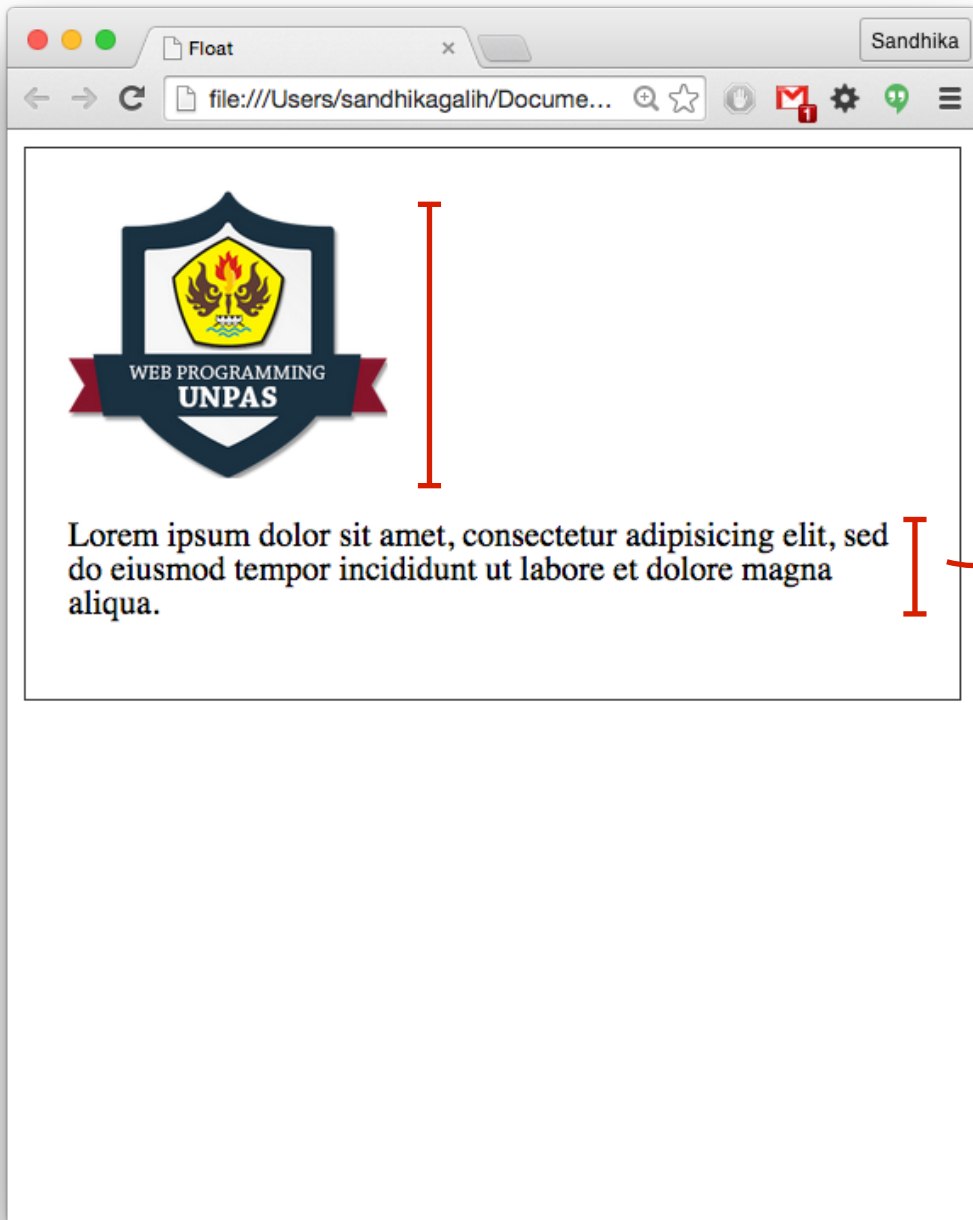 Float
Sandhika
file:///Users/sandhikagalih/Docume...
1
WEB PROGRAMMING
UNPAS
Lorem ipsum dolor sit amet, consectetur adipisicing elit, sed
do eiusmod tempor incididunt ut labore et dolore magna
aliqua.